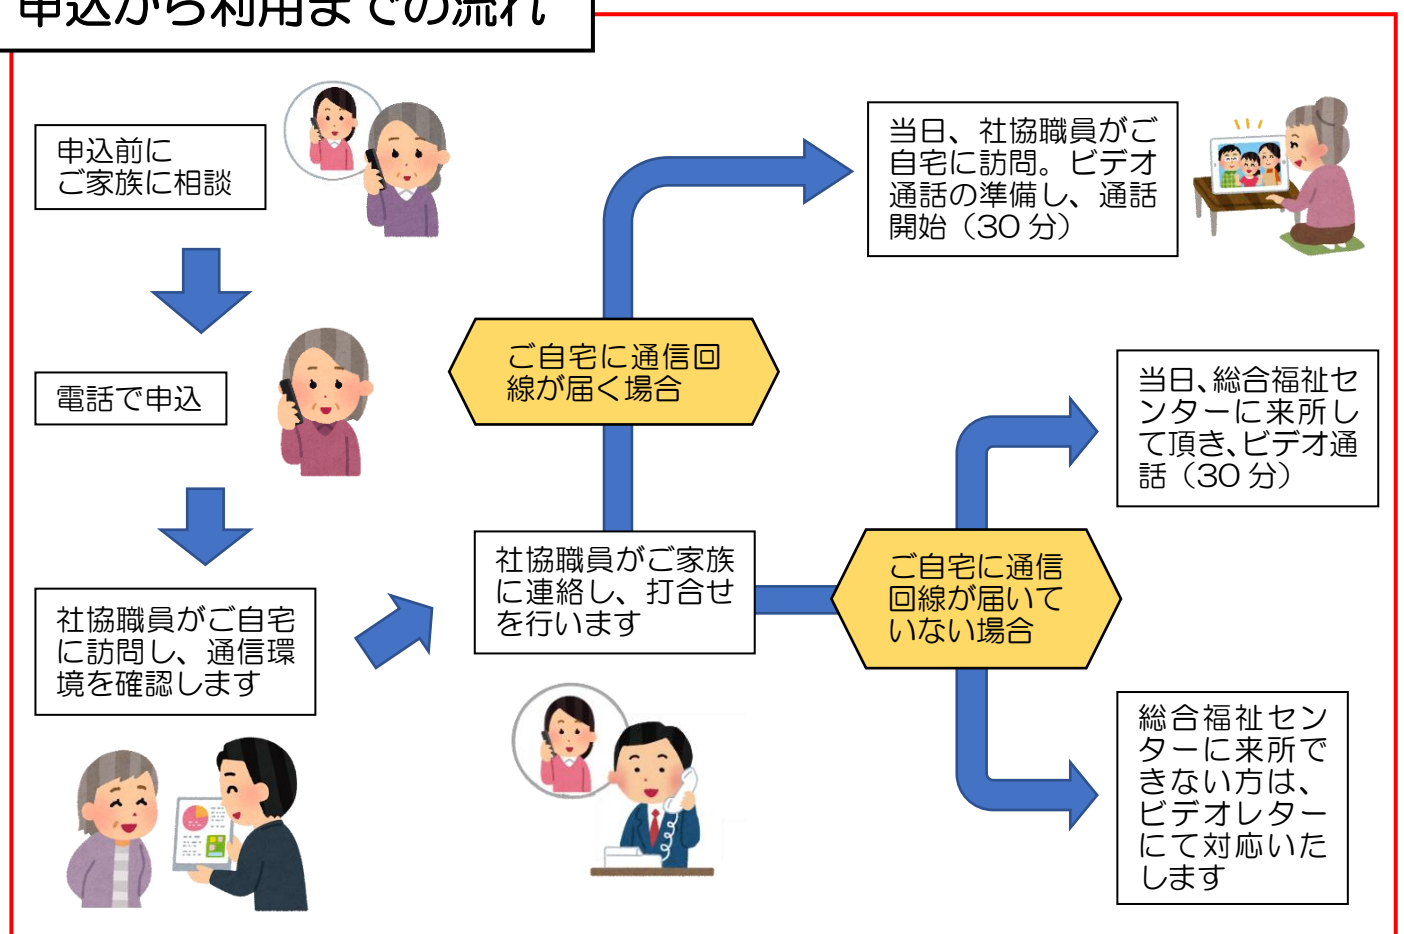 申込から利用までの流れ
申込前に
ご家族に相談
電話で申込
社協職員がご自宅
に訪問し、通信環
境を確認します
社協職員がご家族
に連絡し、打合せ
を行います
ご自宅に通信回
線が届く場合
当日、社協職員がご
自宅に訪問。ビデオ
通話の準備し、通話
開始（30 分）
ご自宅に通信
回線が届いて
いない場合
当日、総合福祉セ
ンターに来所し
て頂き、ビデオ通
話（30 分）
総合福祉セン
ターに来所で
きない方は、
ビデオレター
にて対応いた
します